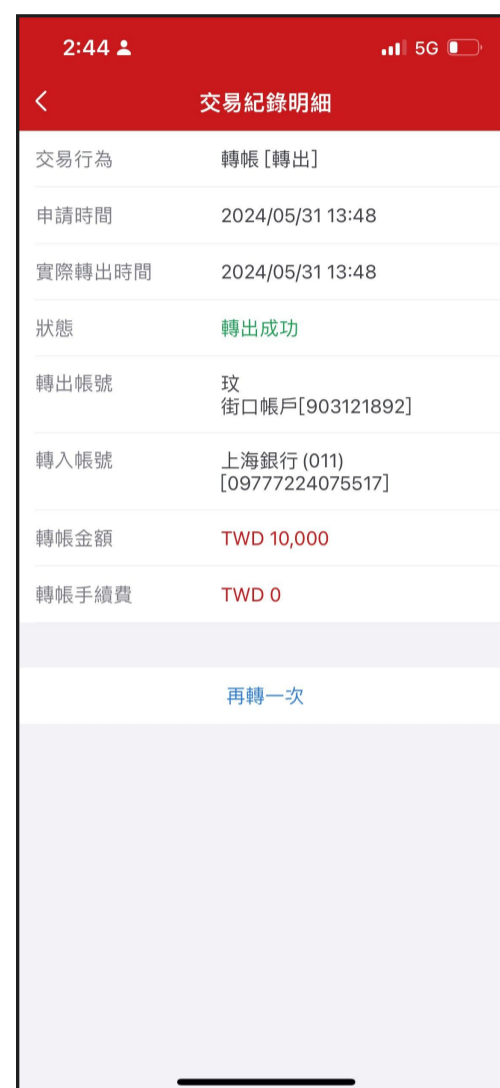 2:44 5G
交易紀錄明細
交易行為 轉帳 [轉出]
申請時間 2024/05/31 13:48
實際轉出時間 2024/05/31 13:48
狀態 轉出成功
轉出帳號 玟
街口帳戶[903121892]
轉入帳號 上海銀行 (011)
[09777224075517]
轉帳金額 TWD 10,000
轉帳手續費 TWD 0
再轉一次